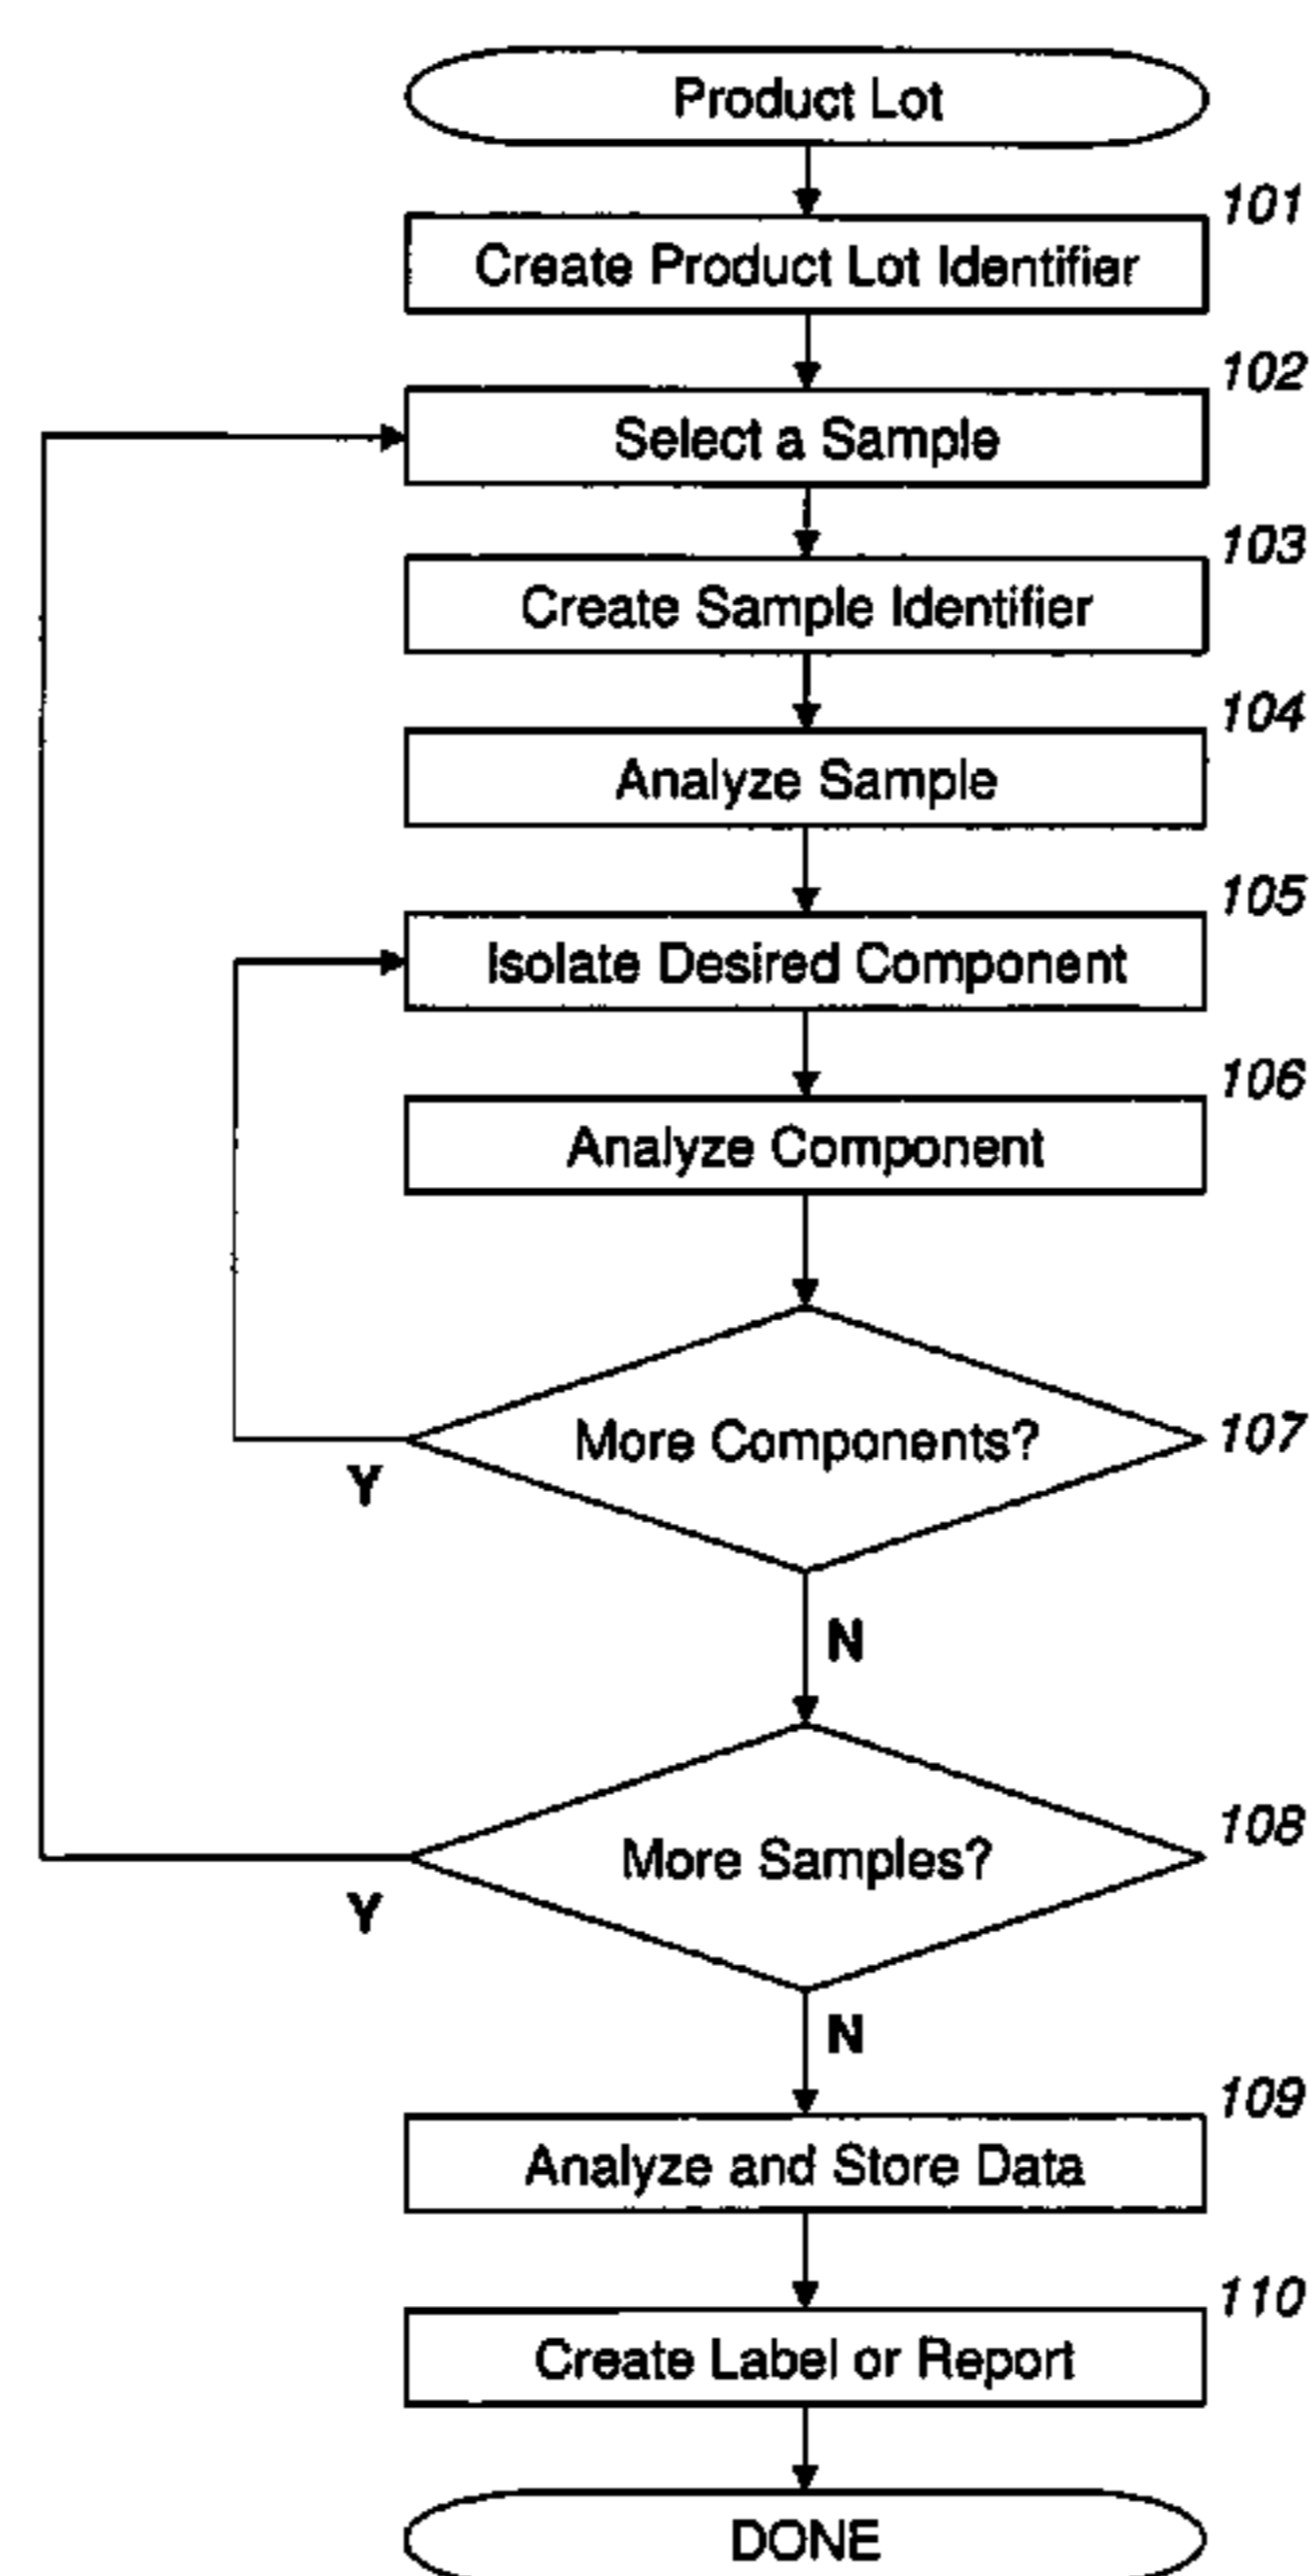 Product Lot
101
Create Product Lot Identifier
102
Select a Sample
103
Create Sample Identifier
104
Analyze Sample
105
Isolate Desired Component
106
Analyze Component
More Components?
107
Y
N
More Samples?
108
Y
N
109
Analyze and Store Data
110
Create Label or Report
DONE